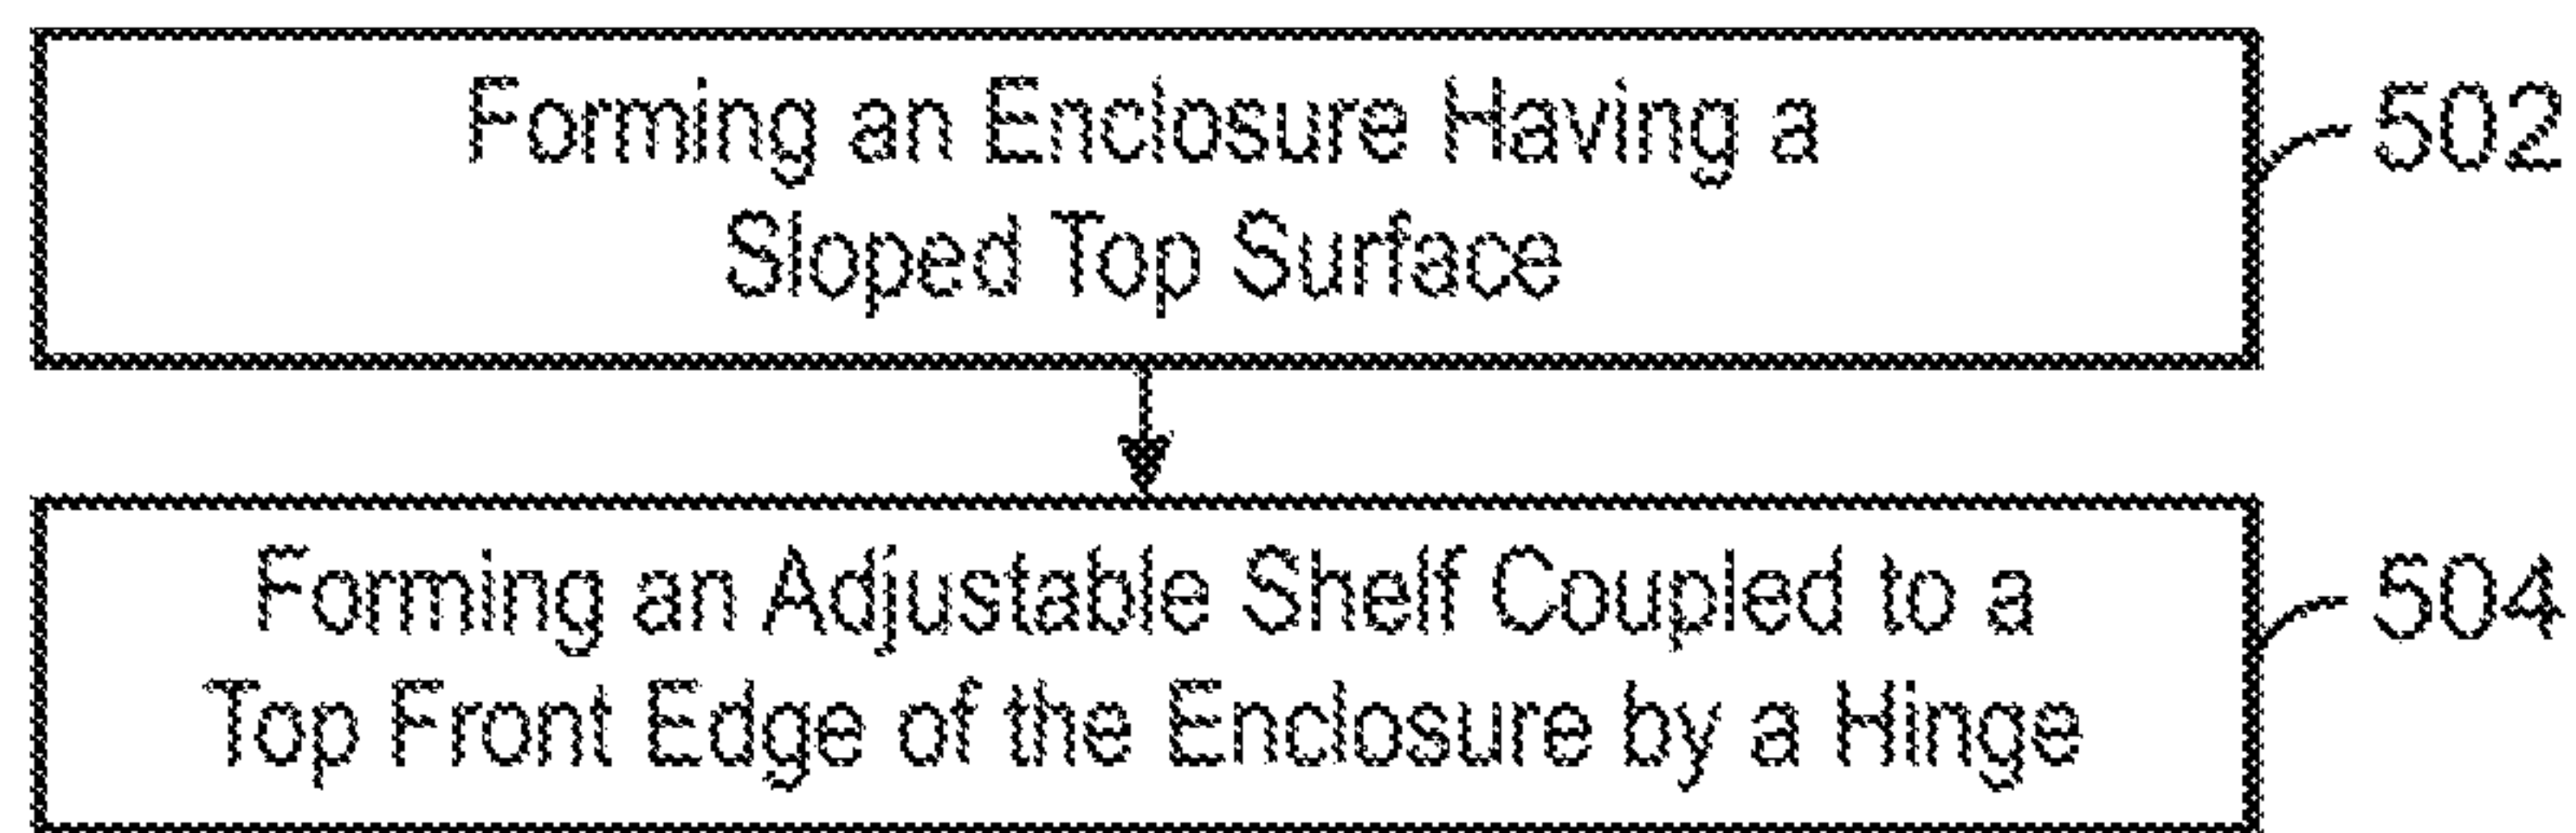 Forming an Enclosure Having a
Sloped Top Surface
502
Forming an Adjustable Shelf Coupled to a
Top Front Edge of the Enclosure by a Hinge
504